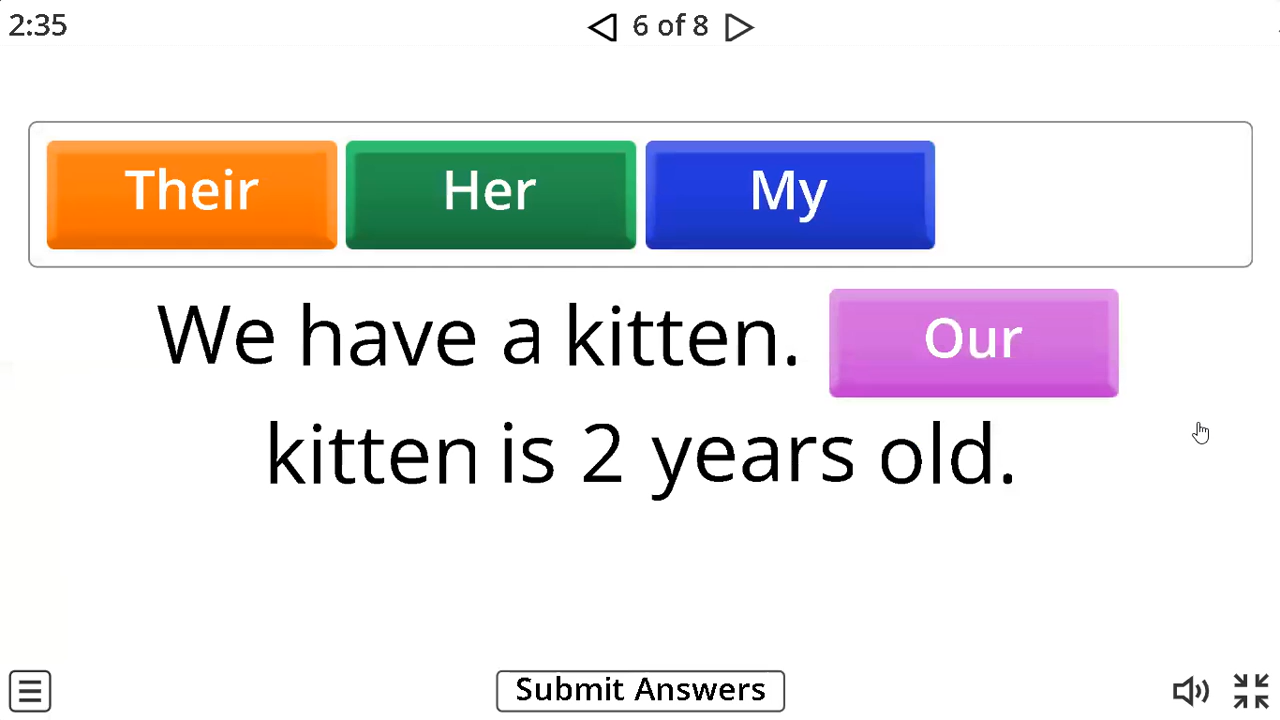 2:35
6 of 8
Their Her My
We have a kitten. Our
kitten is 2 years old.
Submit Answers